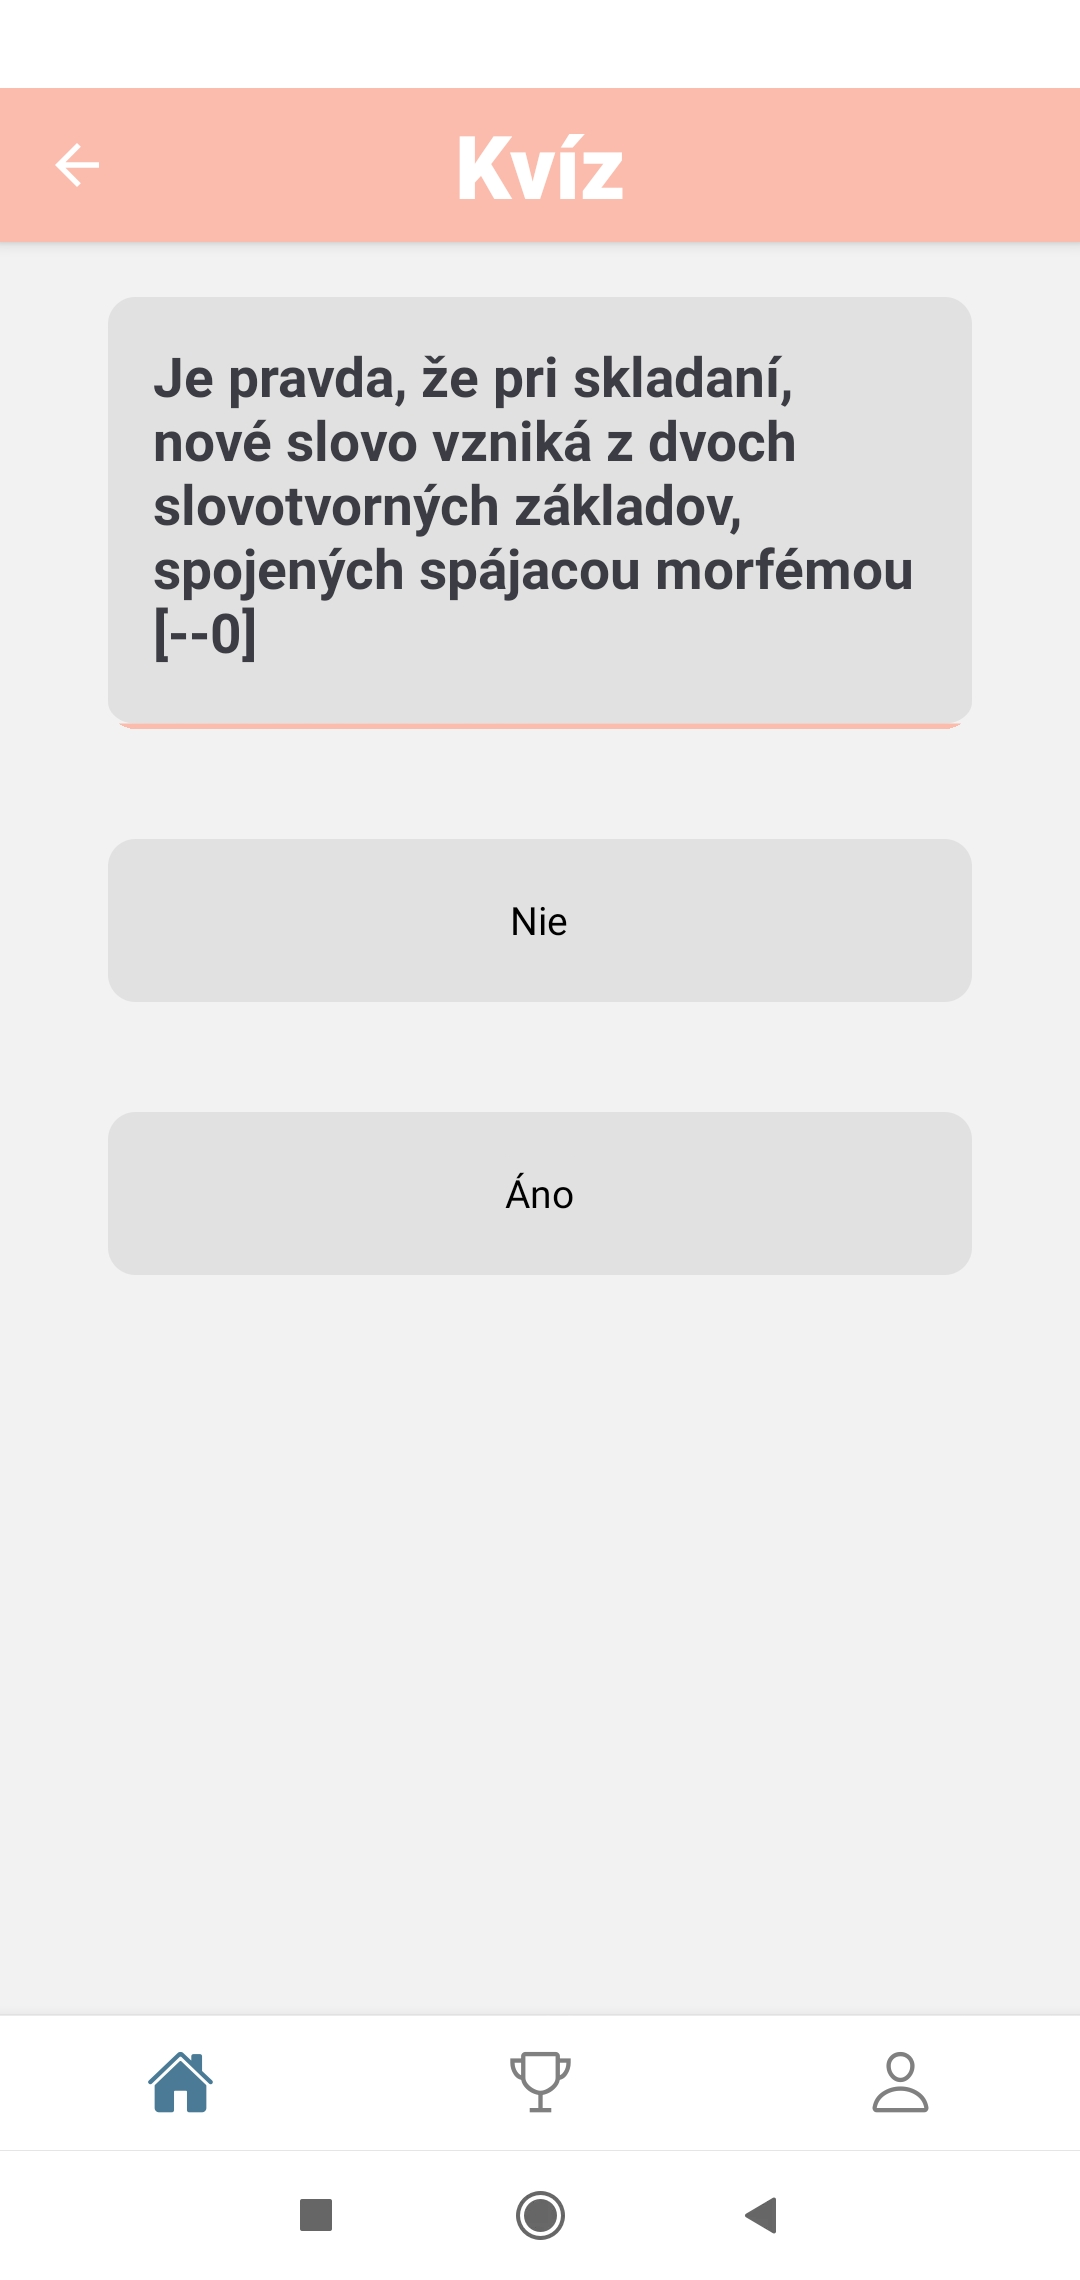 Kvíz
Je pravda, že pri skladaní,
nové slovo vzniká z dvoch
slovotvorných základov,
spojených spájacou morfémou
[--0]
Nie
Áno